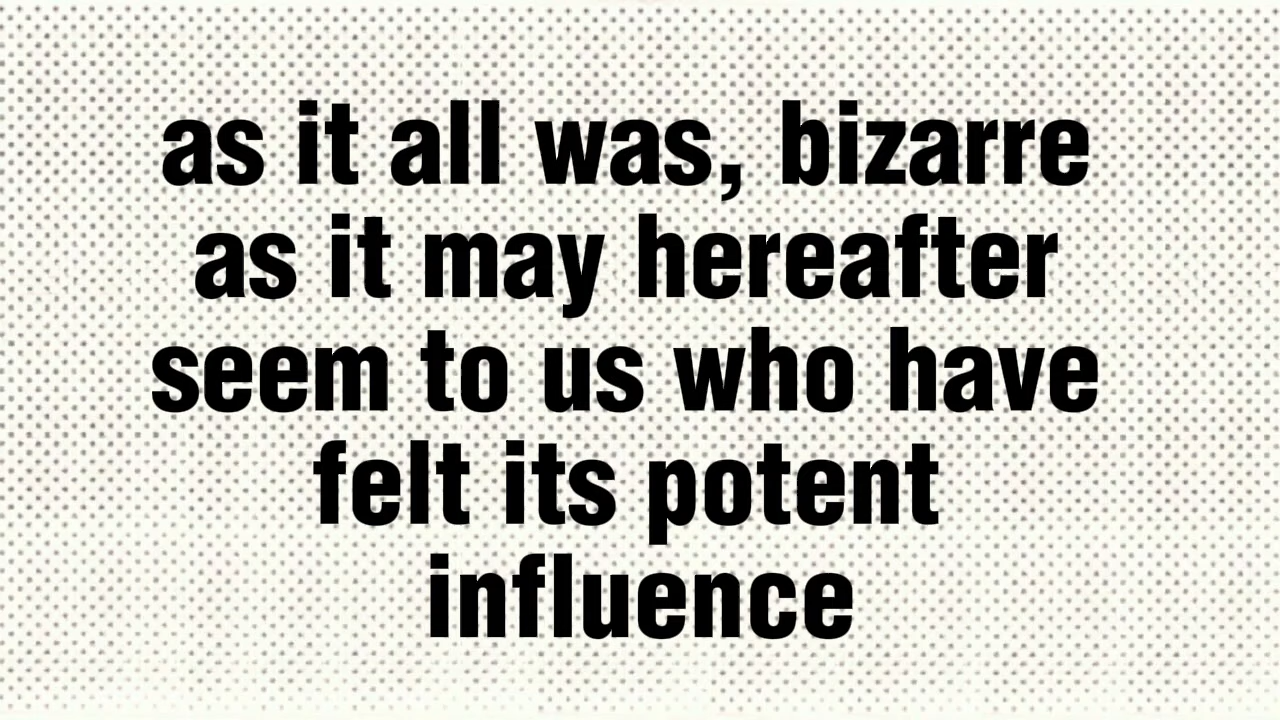 as it all was, bizarre
as it may hereafter
seem to us who have
felt its potent
influence